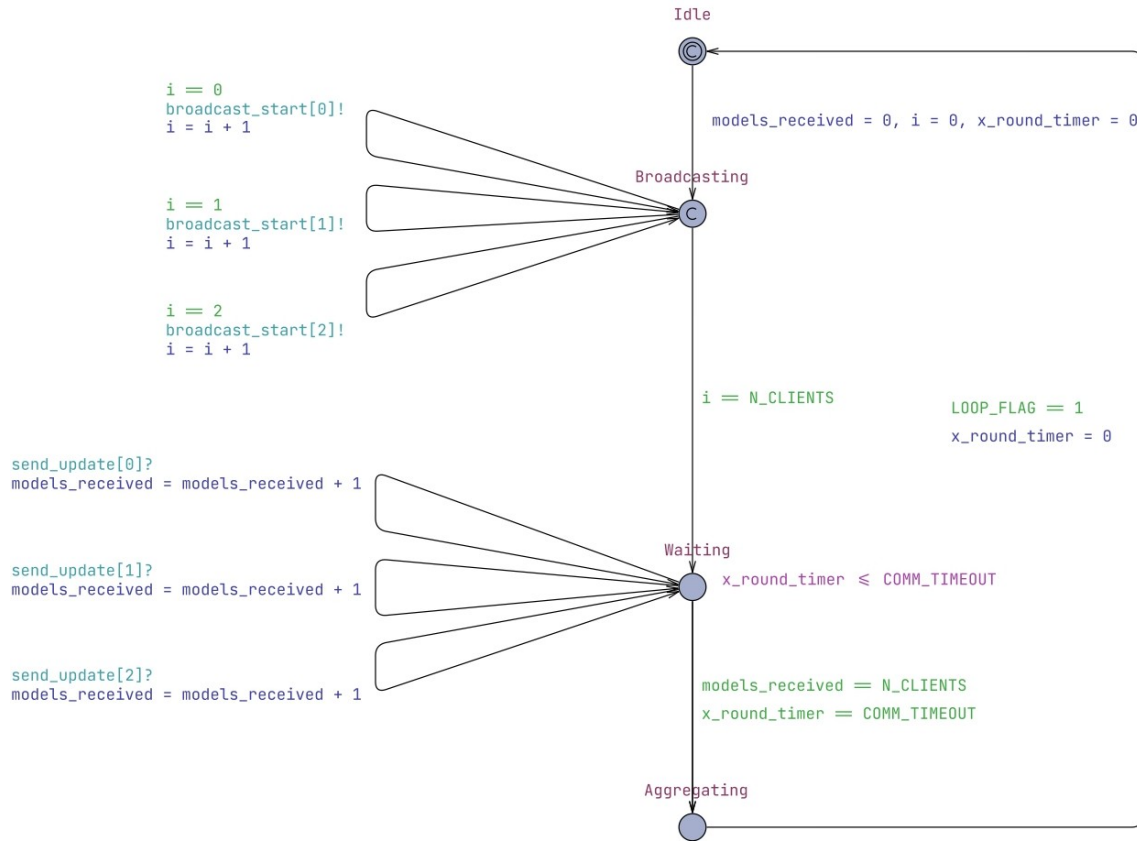 Idle
i == 0
broadcast_start[0]!
i = i + 1
models_received = 0, i = 0, x_round_timer = 0
Broadcasting
i == 1
broadcast_start[1]!
i = i + 1
i == 2
broadcast_start[2]!
i = i + 1
i == N_CLIENTS
LOOP_FLAG == 1
x_round_timer = 0
send_update[0]?
models_received = models_received + 1
Waiting
x_round_timer ≤ COMM_TIMEOUT
send_update[1]?
models_received = models_received + 1
send_update[2]?
models_received = models_received + 1
models_received == N_CLIENTS
x_round_timer == COMM_TIMEOUT
Aggregating